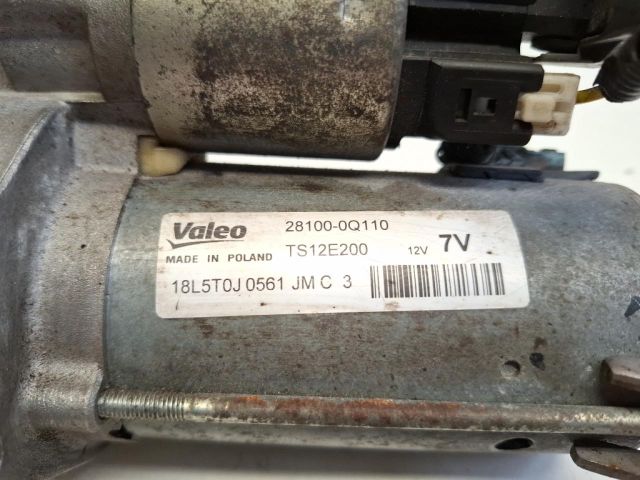 Valeo 28100-0Q110
MADE IN POLAND TS12E200 12V 7V
18L5T0J 0561 JM C 3